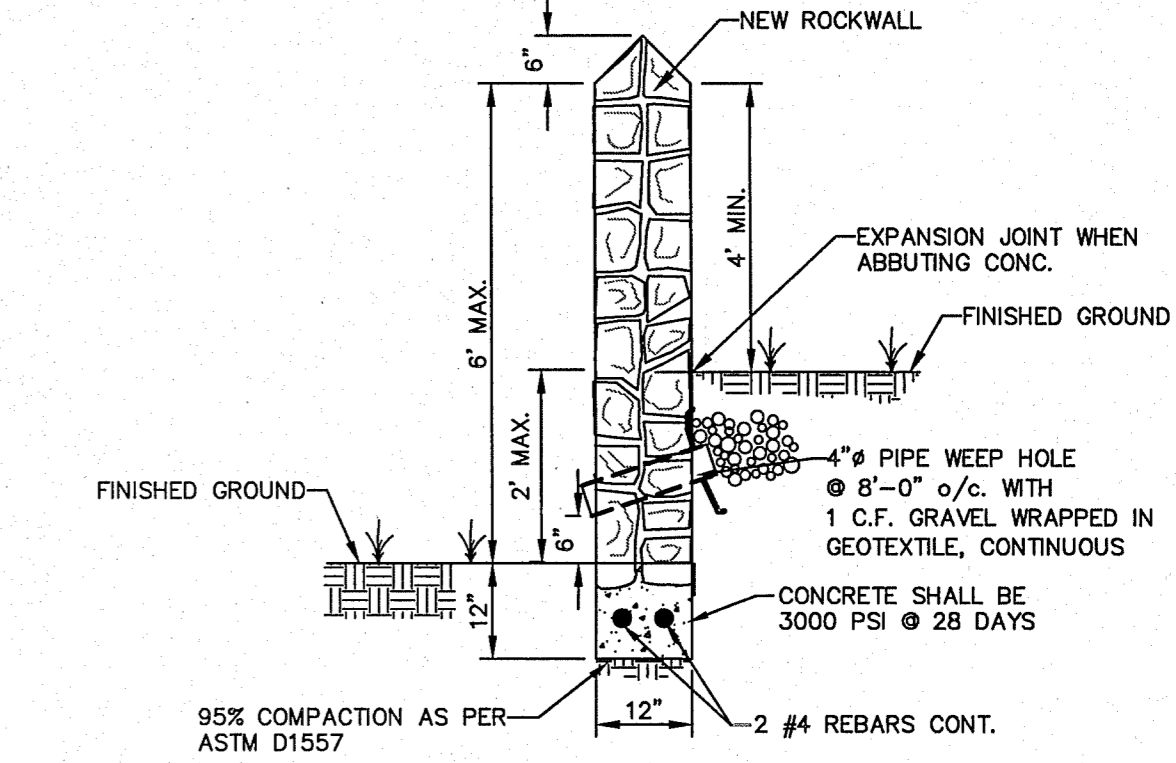 NEW ROCKWALL
6"
4' MIN.
EXPANSION JOINT WHEN
ABBUTING CONC.
6' MAX.
FINISHED GROUND
2' MAX.
4"ø PIPE WEEP HOLE
@ 8'-0" o/c. WITH
1 C.F. GRAVEL WRAPPED IN
GEOTEXTILE, CONTINUOUS
FINISHED GROUND
6"
12"
CONCRETE SHALL BE
3000 PSI @ 28 DAYS
95% COMPACTION AS PER
ASTM D1557
12"
2 #4 REBARS CONT.